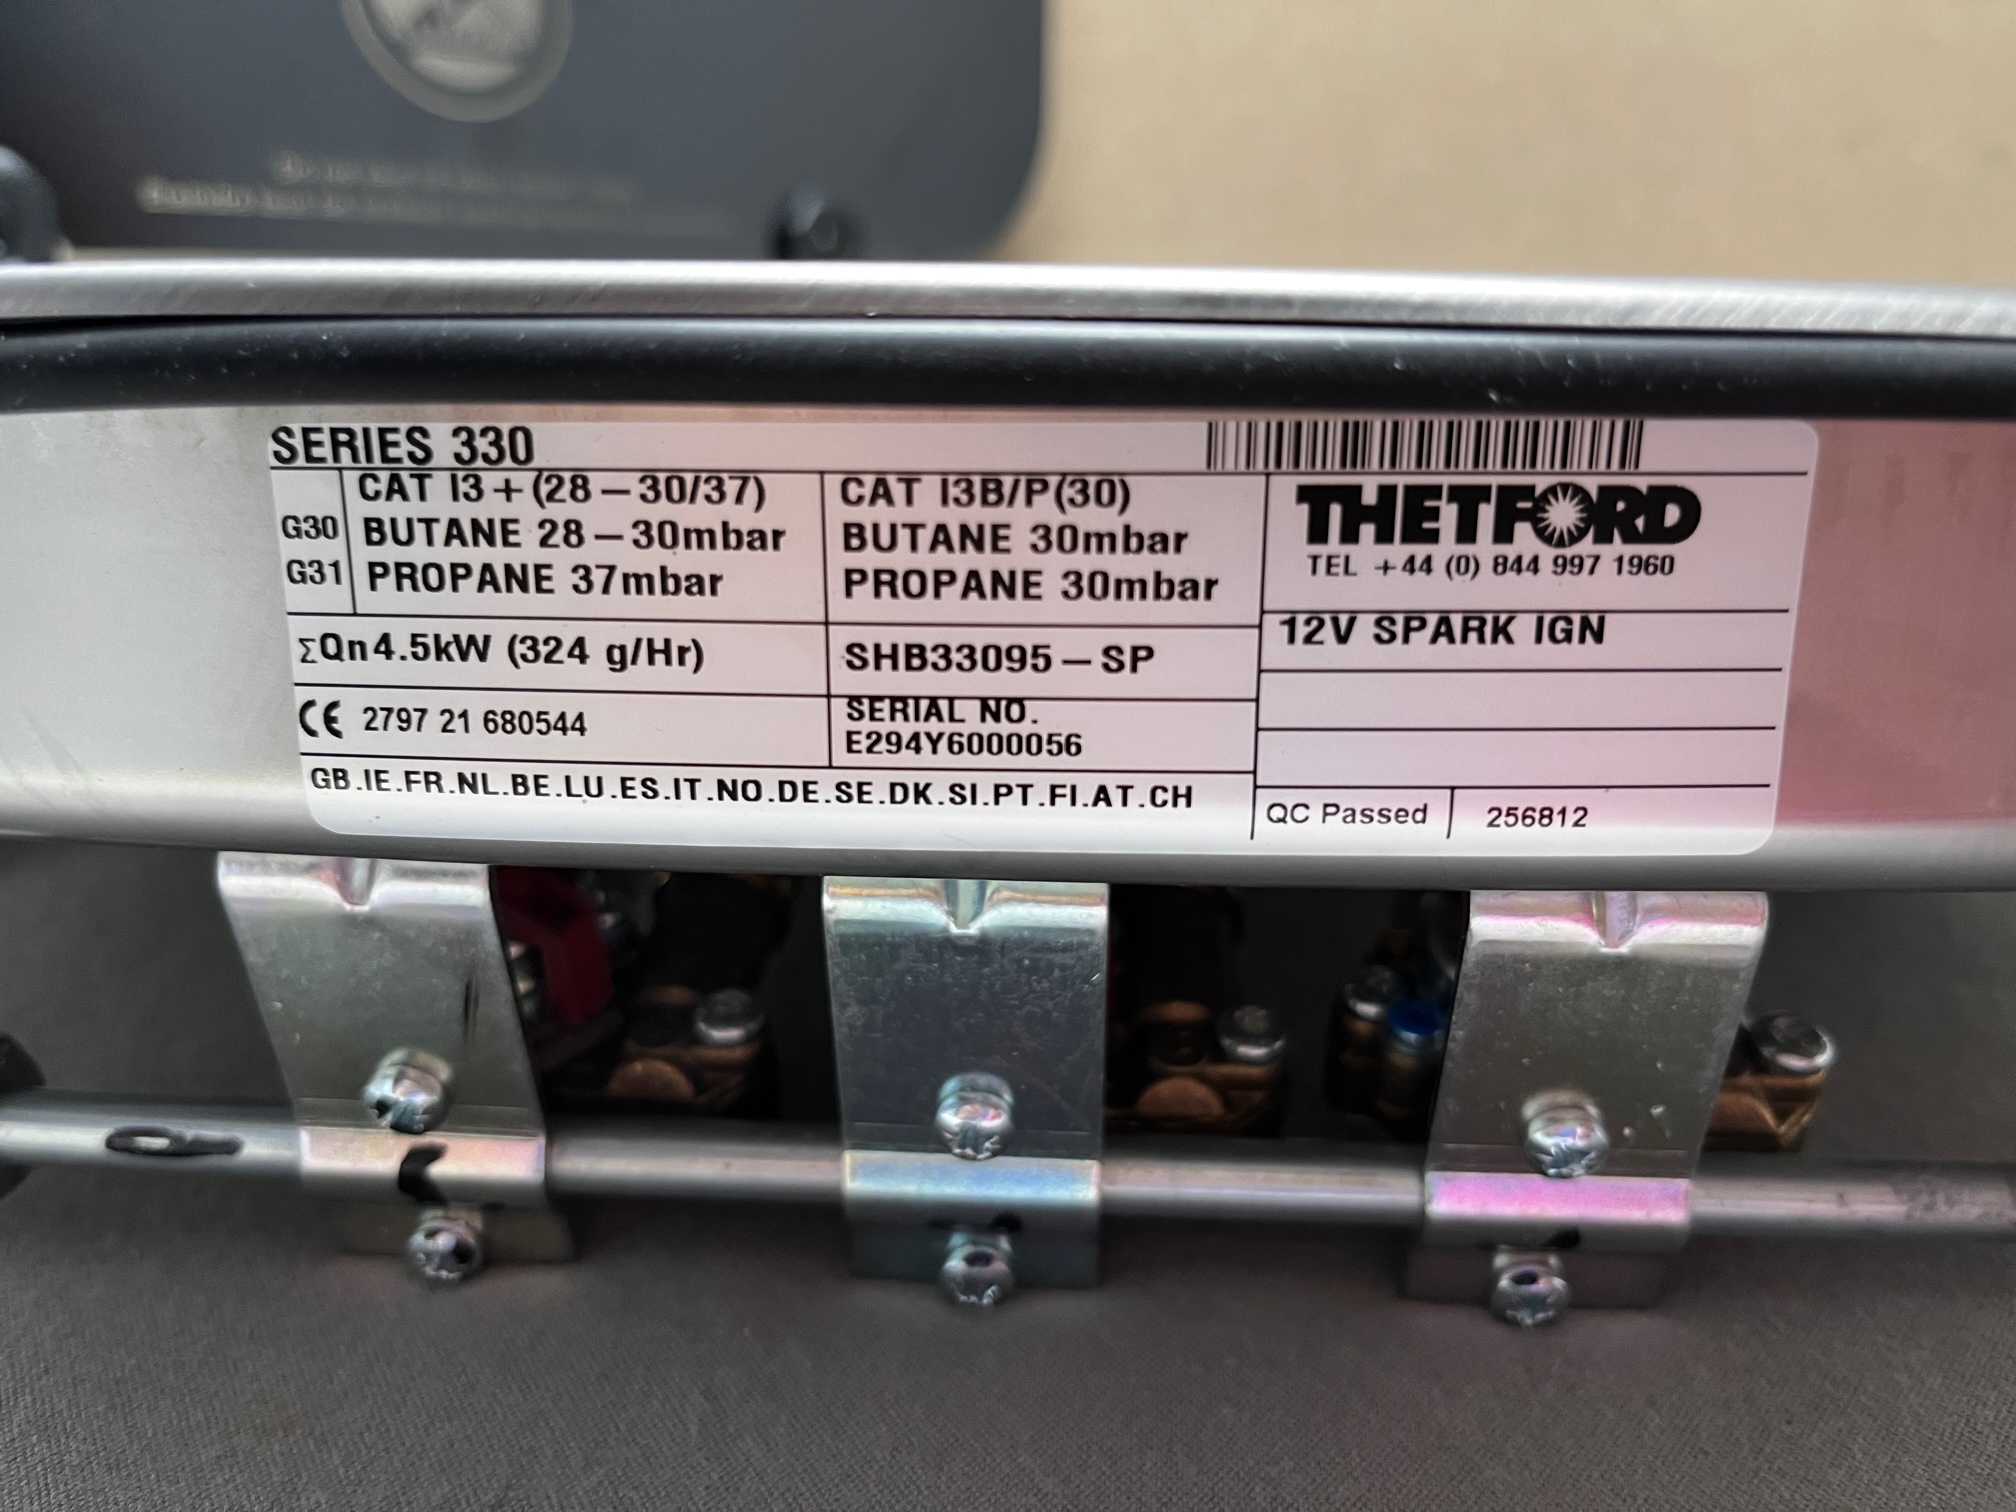 SERIES 330
CAT I3+(28–30/37)
G30 BUTANE 28–30mbar
G31 PROPANE 37mbar
CAT I3B/P(30)
BUTANE 30mbar
PROPANE 30mbar
THETFORD
TEL +44 (0) 844 997 1960
ΣQn 4.5kW (324 g/Hr)
SHB33095–SP
12V SPARK IGN
CE 2797 21 680544
SERIAL NO.
E294Y6000056
GB.IE.FR.NL.BE.LU.ES.IT.NO.DE.SE.DK.SI.PT.FI.AT.CH
QC Passed 256812